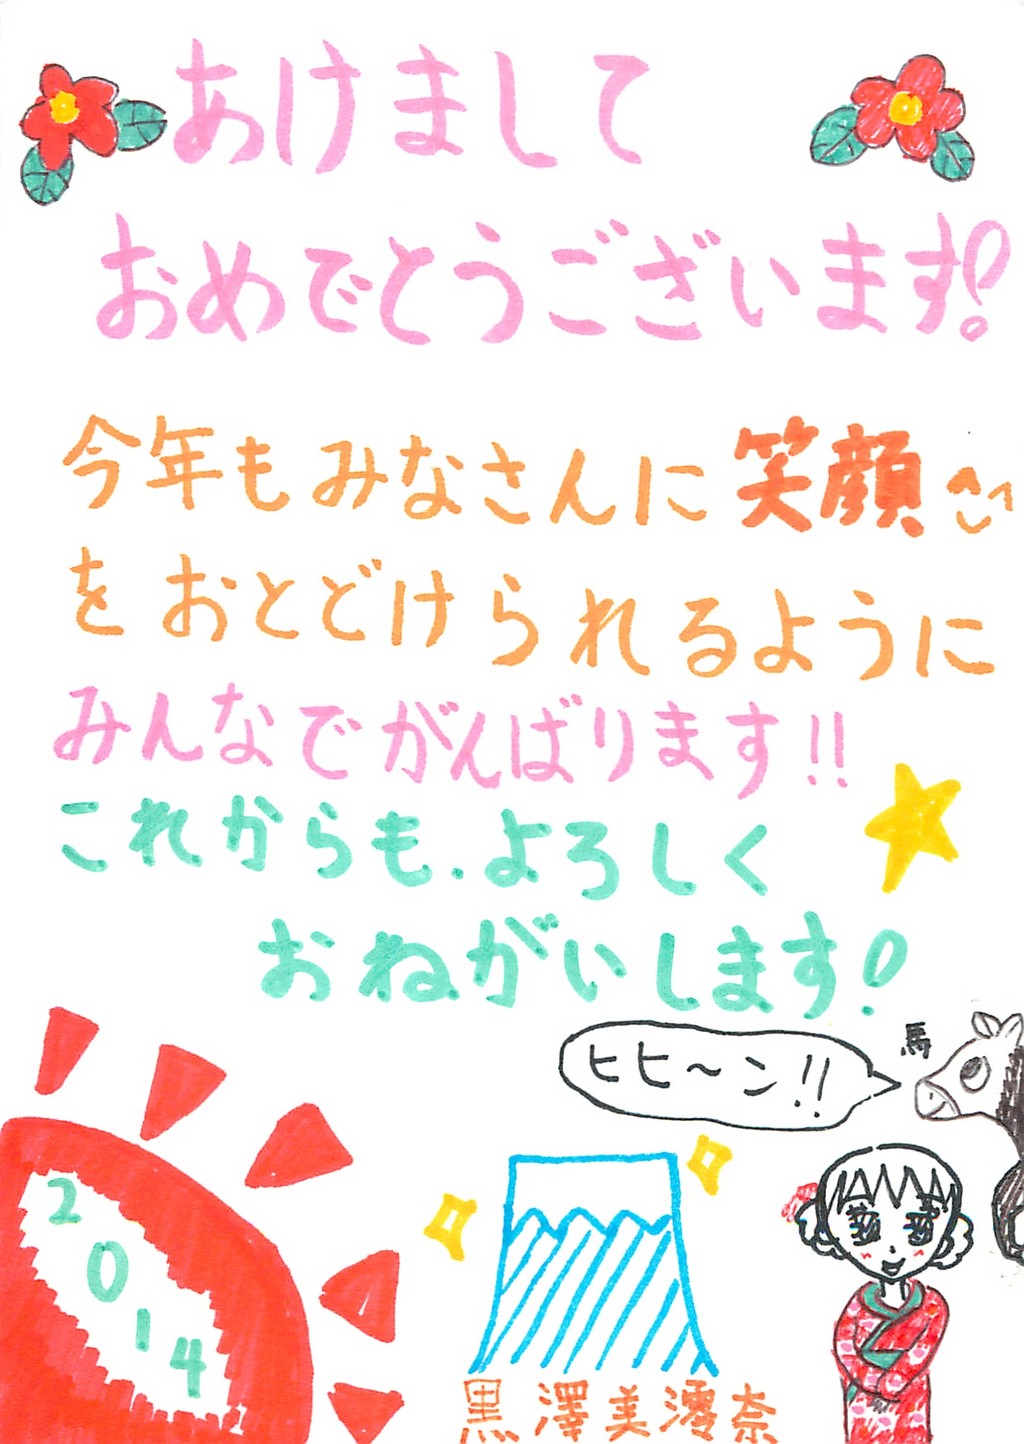 あけまして
おめでとうございます!
今年もみなさんに笑顔
をおとどけられるように
みんなでがんばります!!
これからも.よろしく
おねがいします!
馬
ヒヒ〜ン!!
2014
黒澤美澪奈